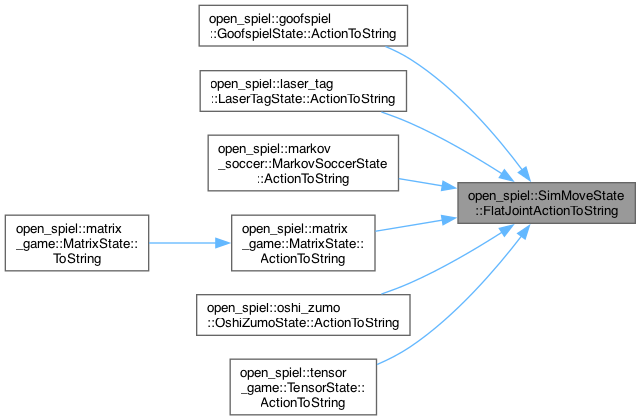 open_spiel::goofspiel
::GoofspielState::ActionToString
open_spiel::laser_tag
::LaserTagState::ActionToString
open_spiel::markov
_soccer::MarkovSoccerState
::ActionToString
open_spiel::SimMoveState
::FlatJointActionToString
open_spiel::matrix
_game::MatrixState::
ToString
open_spiel::matrix
_game::MatrixState::
ActionToString
open_spiel::oshi_zumo
::OshiZumoState::ActionToString
open_spiel::tensor
_game::TensorState::
ActionToString